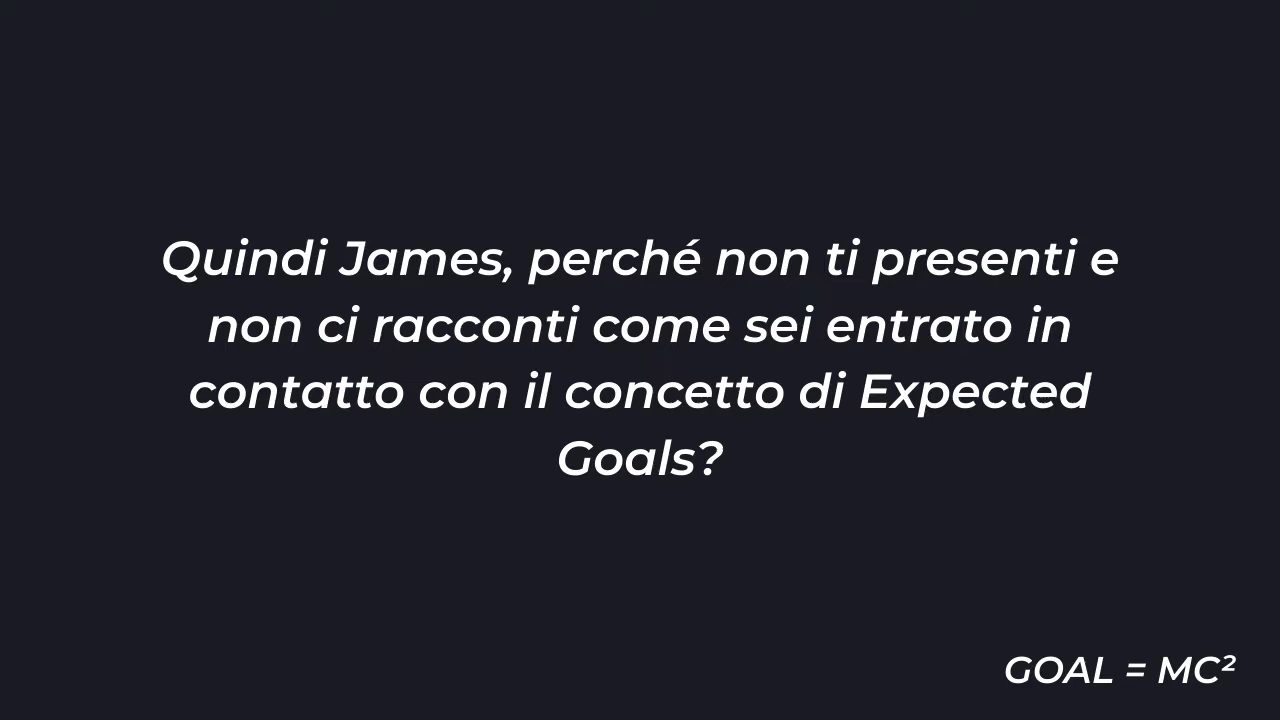 Quindi James, perché non ti presenti e
non ci racconti come sei entrato in
contatto con il concetto di Expected
Goals?
GOAL = MC²